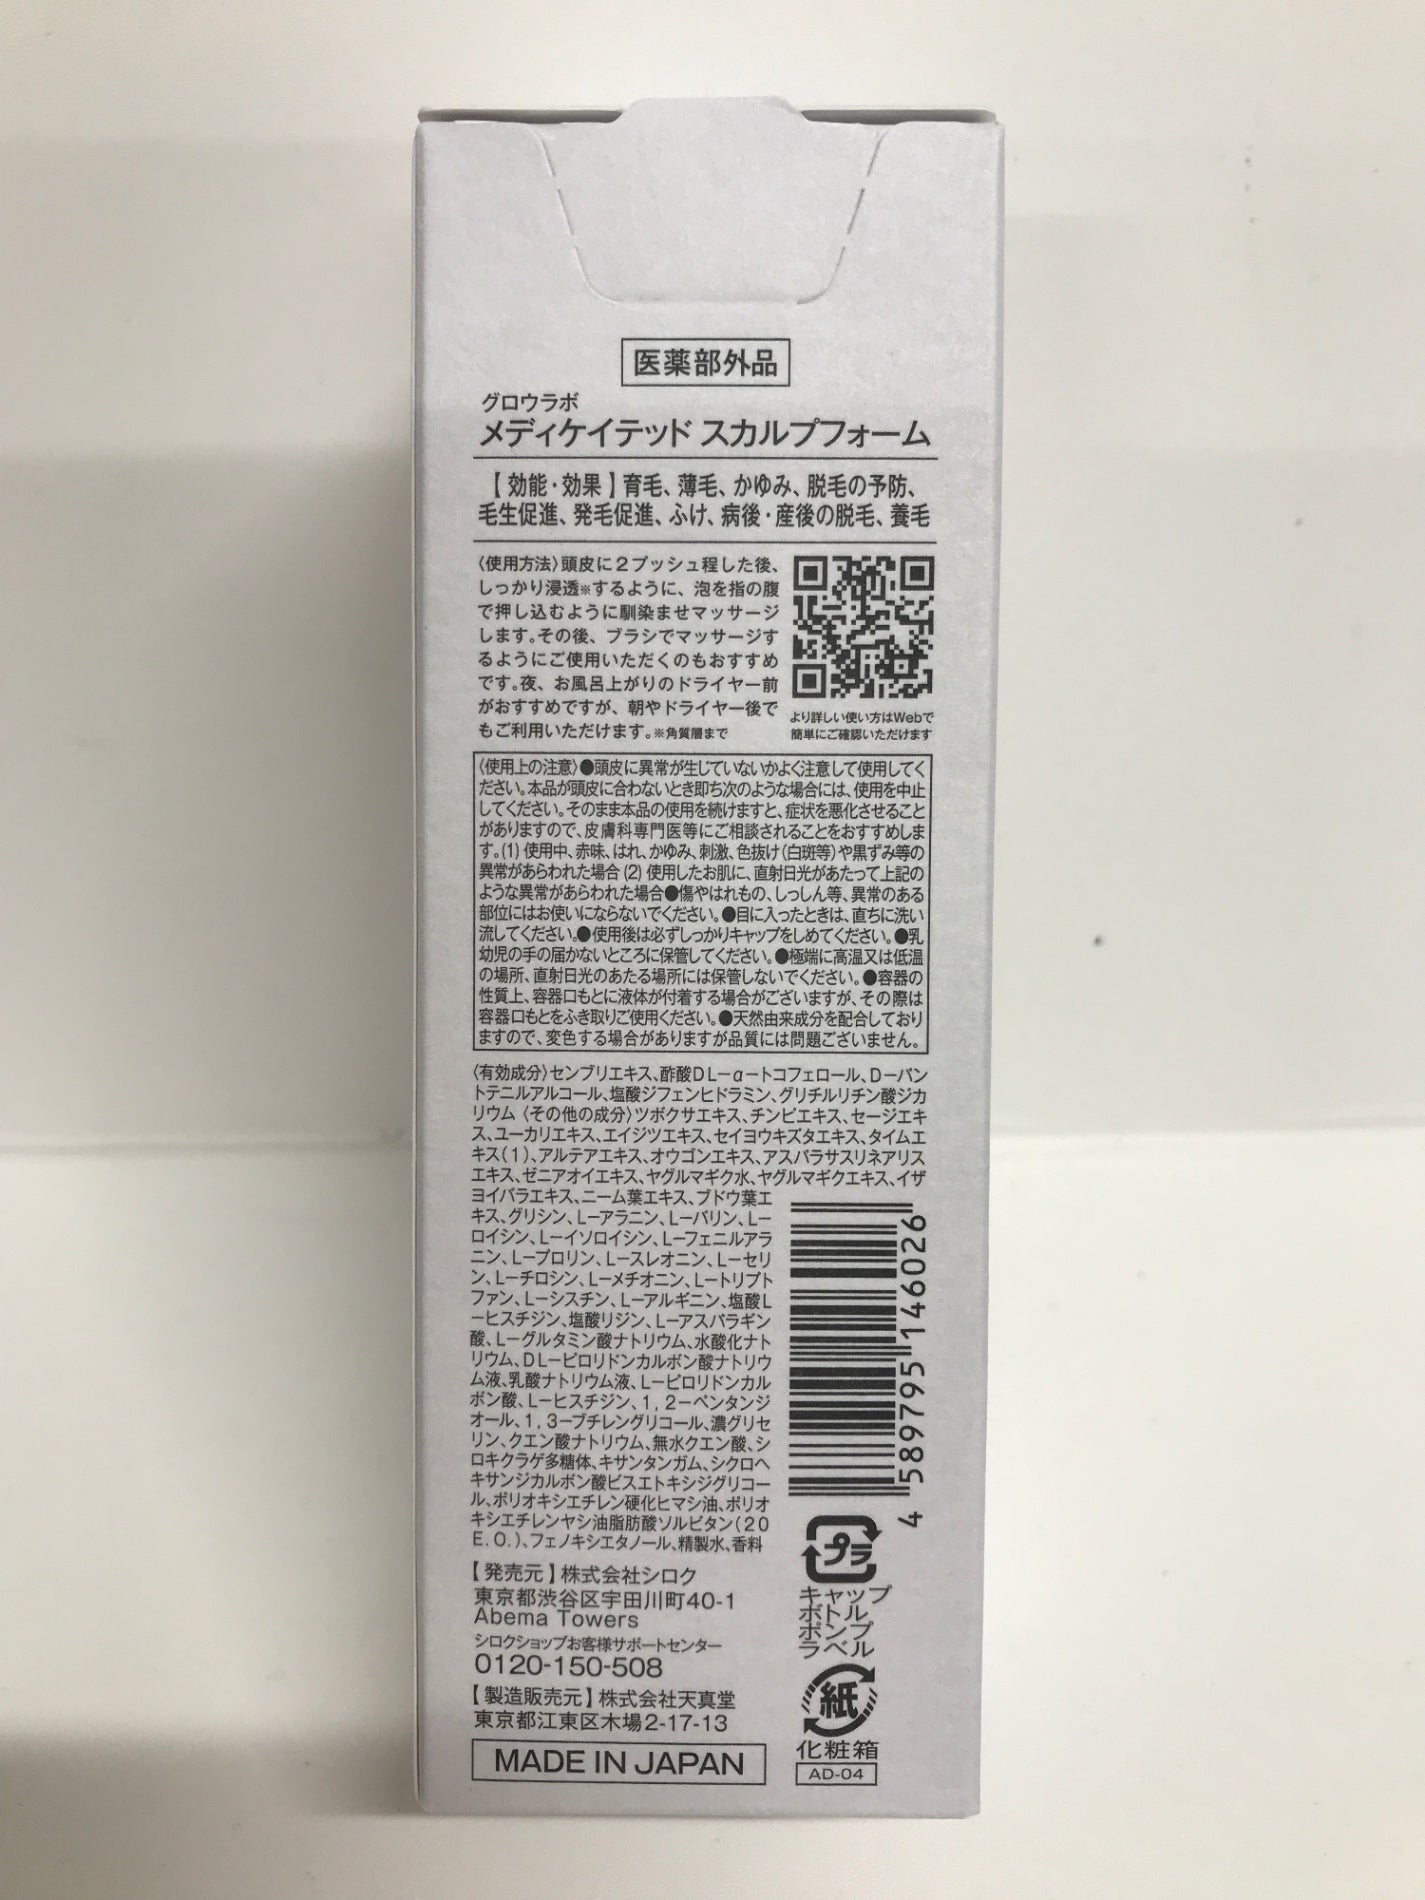 医薬部外品
グロウラボ
メディケイテッド スカルプフォーム
【効能・効果】育毛、薄毛、かゆみ、脱毛の予防、
毛生促進、発毛促進、ふけ、病後・産後の脱毛、養毛
〈使用方法〉頭皮に2プッシュ程した後、
しっかり浸透※するように、泡を指の腹
で押し込むように馴染ませマッサージ
します。その後、ブラシでマッサージす
るようにご使用いただくのもおすすめ
です。夜、お風呂上がりのドライヤー前
がおすすめですが、朝やドライヤー後で
もご利用いただけます。※角質層まで
より詳しい使い方はWebで
簡単にご確認いただけます
〈使用上の注意〉●頭皮に異常が生じていないかよく注意して使用してく
ださい。本品が頭皮に合わないとき即ち次のような場合には、使用を中止
してください。そのまま本品の使用を続けますと、症状を悪化させること
がありますので、皮膚科専門医等にご相談されることをおすすめしま
す。(1) 使用中、赤味、はれ、かゆみ、刺激、色抜け(白斑等)や黒ずみ等の
異常があらわれた場合 (2) 使用したお肌に、直射日光があたって上記の
ような異常があらわれた場合●傷やはれもの、しっしん等、異常のある
部位にはお使いにならないでください。●目に入ったときは、直ちに洗い
流してください。●使用後は必ずしっかりキャップをしめてください。●乳
幼児の手の届かないところに保管してください。●極端に高温又は低温
の場所、直射日光のあたる場所には保管しないでください。●容器の
性質上、容器口もとに液体が付着する場合がございますが、その際は
容器口もとをふき取りご使用ください。●天然由来成分を配合しており
ますので、変色する場合がありますが品質には問題ございません。
〈有効成分〉センブリエキス、酢酸DL-α-トコフェロール、D-パン
トテニルアルコール、塩酸ジフェンヒドラミン、グリチルリチン酸ジカ
リウム〈その他の成分〉ツボクサエキス、チンピエキス、セージエキ
ス、ユーカリエキス、エイジツエキス、セイヨウキズタエキス、タイムエ
キス(1)、アルテアエキス、オウゴンエキス、アスパラサスリネアリス
エキス、ゼニアオイエキス、ヤグルマギク水、ヤグルマギクエキス、イザ
ヨイバラエキス、ニーム葉エキス、ブドウ葉エ
キス、グリシン、L-アラニン、L-バリン、L-
ロイシン、L-イソロイシン、L-フェニルアラ
ニン、L-プロリン、L-スレオニン、L-セリ
ン、L-チロシン、L-メチオニン、L-トリプト
ファン、L-シスチン、L-アルギニン、塩酸L
-ヒスチジン、塩酸リジン、L-アスパラギン
酸、L-グルタミン酸ナトリウム、水酸化ナト
リウム、DL-ピロリドンカルボン酸ナトリウ
ム液、乳酸ナトリウム液、L-ピロリドンカル
ボン酸、L-ヒスチジン、1,2-ペンタンジ
オール、1,3-ブチレングリコール、濃グリセ
リン、クエン酸ナトリウム、無水クエン酸、シ
ロキクラゲ多糖体、キサンタンガム、シクロヘ
キサンジカルボン酸ビスエトキシジグリコー
ル、ポリオキシエチレン硬化ヒマシ油、ポリオ
キシエチレンヤシ油脂肪酸ソルビタン(20
E.O.)、フェノキシエタノール、精製水、香料
4 589795 146026
【発売元】株式会社シロク
東京都渋谷区宇田川町40-1
Abema Towers
シロクショップお客様サポートセンター
0120-150-508
【製造販売元】株式会社天真堂
東京都江東区木場2-17-13
MADE IN JAPAN
プラ
キャップ
ボトル
ポンプ
ラベル
紙
化粧箱
AD-04